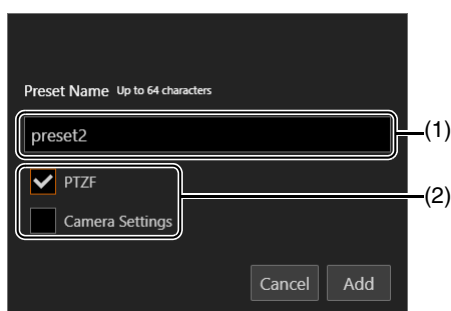 Preset Name Up to 64 characters
preset2
(1)
PTZF
(2)
Camera Settings
Cancel Add